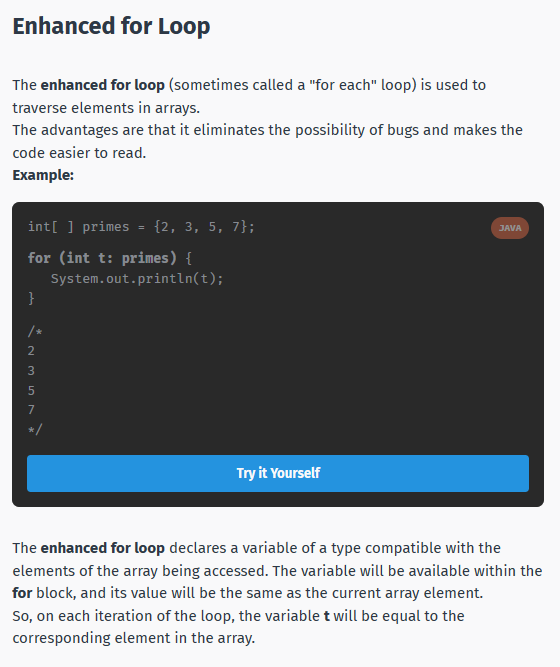 Enhanced for Loop
The enhanced for loop (sometimes called a "for each" loop) is used to
traverse elements in arrays.
The advantages are that it eliminates the possibility of bugs and makes the
code easier to read.
Example:
int[ ] primes = {2, 3, 5, 7};
JAVA
for (int t: primes) {
   System.out.println(t);
}
/*
2
3
5
7
*/
Try it Yourself
The enhanced for loop declares a variable of a type compatible with the
elements of the array being accessed. The variable will be available within the
for block, and its value will be the same as the current array element.
So, on each iteration of the loop, the variable t will be equal to the
corresponding element in the array.